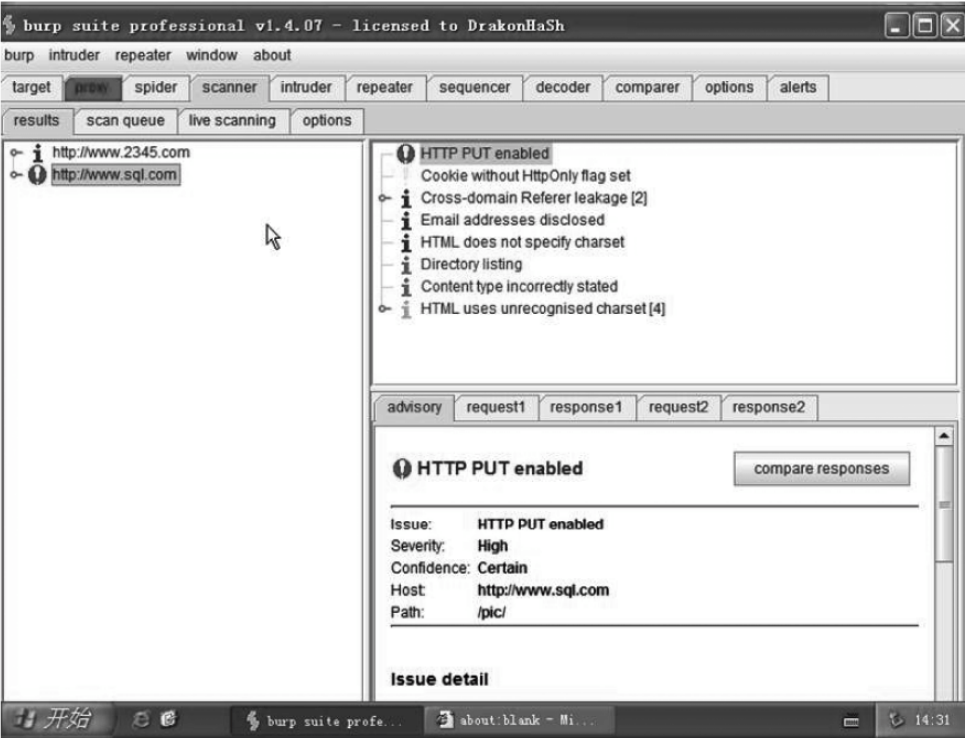 burp suite professional v1.4.07 - licensed to DrakonHaSh
burp intruder repeater window about
target proxy spider scanner intruder repeater sequencer decoder comparer options alerts
results scan queue live scanning options
http://www.2345.com
http://www.sql.com
HTTP PUT enabled
Cookie without HttpOnly flag set
Cross-domain Referer leakage [2]
Email addresses disclosed
HTML does not specify charset
Directory listing
Content type incorrectly stated
HTML uses unrecognised charset [4]
advisory request1 response1 request2 response2
HTTP PUT enabled
compare responses
Issue: HTTP PUT enabled
Severity: High
Confidence: Certain
Host: http://www.sql.com
Path: /pic/
Issue detail
开始 burp suite profe... about:blank - Mi... 14:31